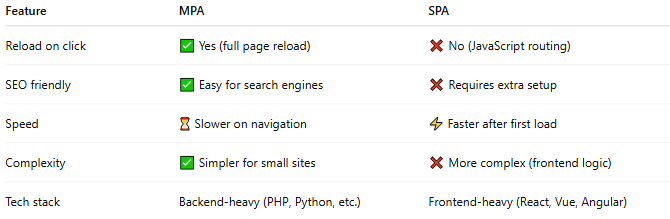 Feature MPA SPA
Reload on click ✅ Yes (full page reload) ❌ No (JavaScript routing)
SEO friendly ✅ Easy for search engines ❌ Requires extra setup
Speed ⏳ Slower on navigation ⚡ Faster after first load
Complexity ✅ Simpler for small sites ❌ More complex (frontend logic)
Tech stack Backend-heavy (PHP, Python, etc.) Frontend-heavy (React, Vue, Angular)